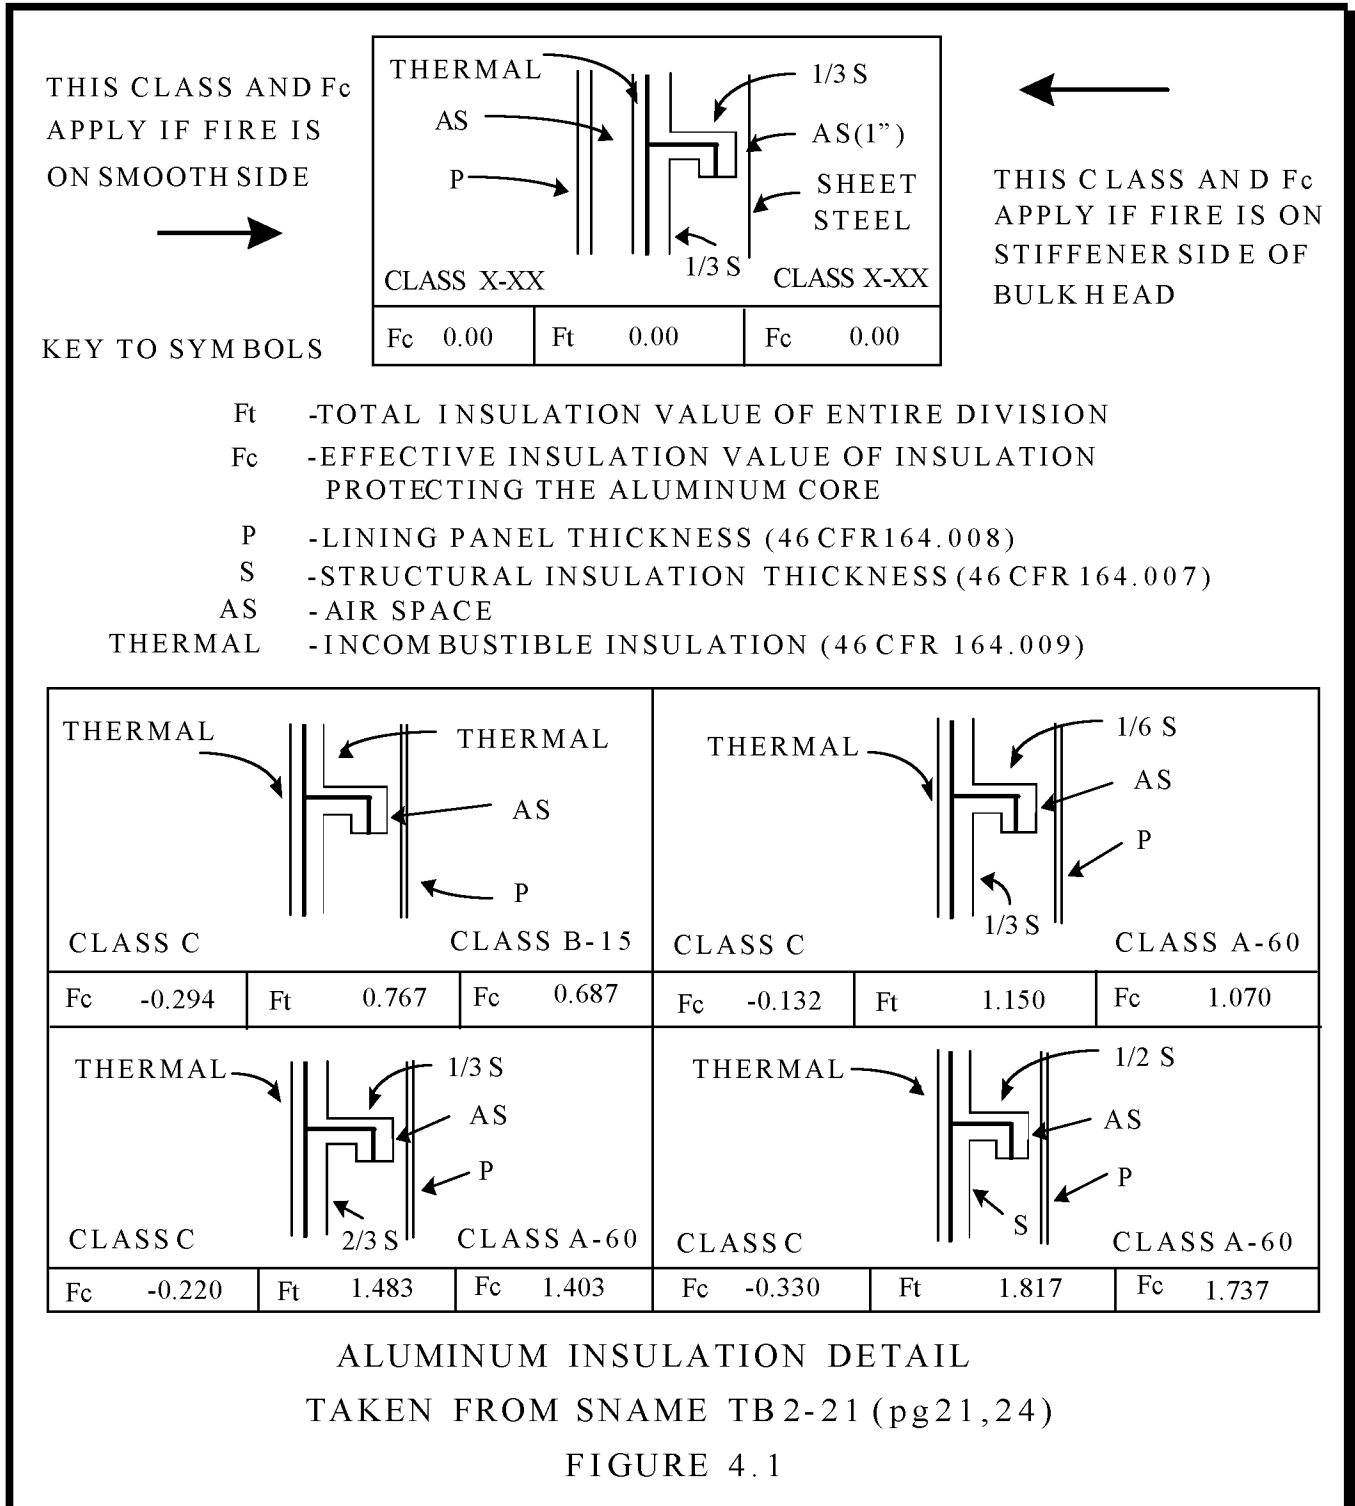 THIS CLASS AND Fc
APPLY IF FIRE IS
ON SMOOTH SIDE
THERMAL
AS
P
1/3 S
AS(1”)
SHEET
STEEL
1/3 S
CLASS X-XX
CLASS X-XX
Fc 0.00 Ft 0.00 Fc 0.00
THIS CLASS AND Fc
APPLY IF FIRE IS ON
STIFFENER SIDE OF
BULKHEAD
KEY TO SYMBOLS
Ft -TOTAL INSULATION VALUE OF ENTIRE DIVISION
Fc -EFFECTIVE INSULATION VALUE OF INSULATION
PROTECTING THE ALUMINUM CORE
P -LINING PANEL THICKNESS (46 CFR164.008)
S -STRUCTURAL INSULATION THICKNESS (46 CFR 164.007)
AS -AIR SPACE
THERMAL -INCOMBUSTIBLE INSULATION (46 CFR 164.009)
THERMAL
THERMAL
AS
P
CLASS C CLASS B-15
Fc -0.294 Ft 0.767 Fc 0.687
THERMAL
1/6 S
AS
P
1/3 S
CLASS C CLASS A-60
Fc -0.132 Ft 1.150 Fc 1.070
THERMAL
1/3 S
AS
P
2/3 S
CLASS C CLASS A-60
Fc -0.220 Ft 1.483 Fc 1.403
THERMAL
1/2 S
AS
P
S
CLASS C CLASS A-60
Fc -0.330 Ft 1.817 Fc 1.737
ALUMINUM INSULATION DETAIL
TAKEN FROM SNAME TB2-21 (pg21,24)
FIGURE 4.1